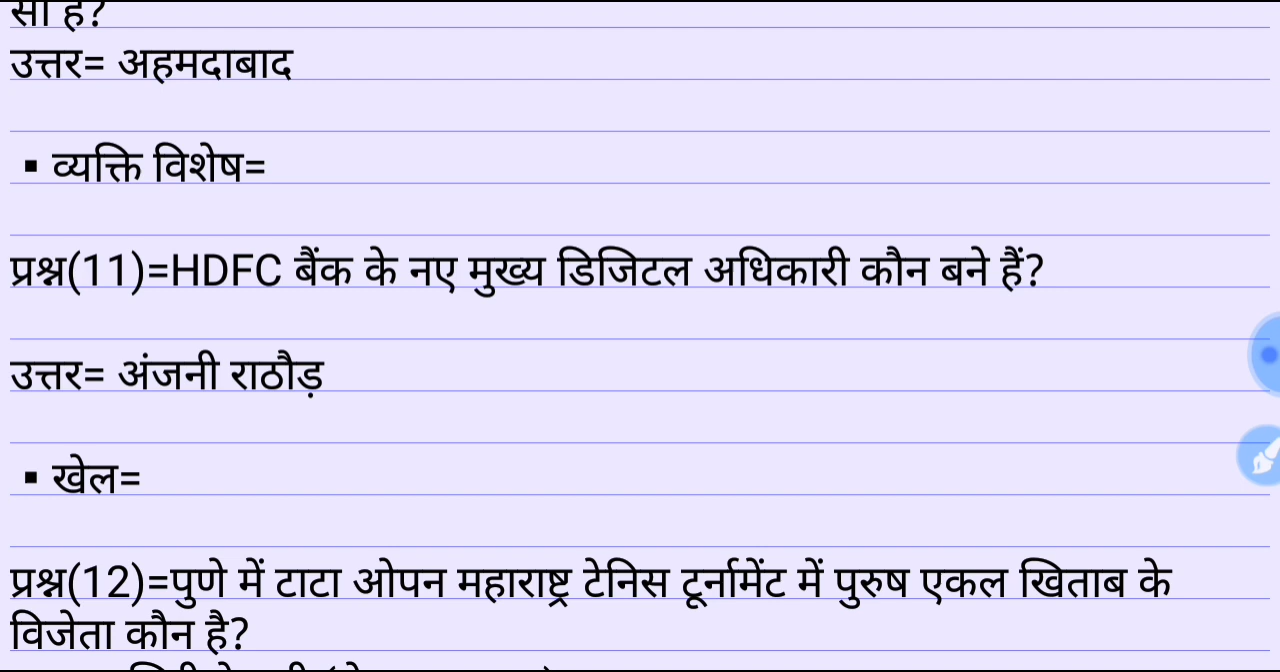 सा है?
उत्तर= अहमदाबाद
▪ व्यक्ति विशेष=
प्रश्न(11)=HDFC बैंक के नए मुख्य डिजिटल अधिकारी कौन बने हैं?
उत्तर= अंजनी राठौड़
▪ खेल=
प्रश्न(12)=पुणे में टाटा ओपन महाराष्ट्र टेनिस टूर्नामेंट में पुरुष एकल खिताब के
विजेता कौन है?